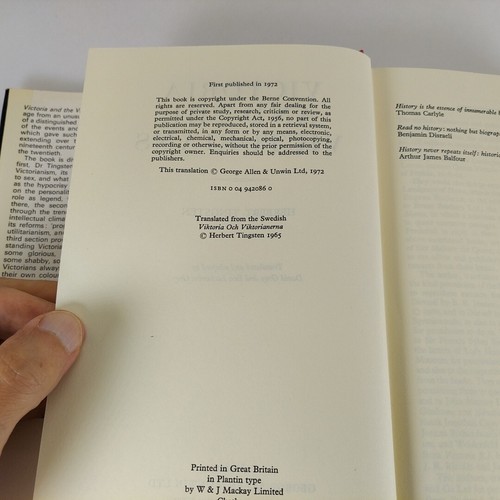 Victoria and the V
age from an unus
of a distinguished
of the events and
which gave such
extending over t
nineteenth centur
the twentieth.
The book is di
first, Dr Tingster
Victorianism, its
to sex, and what
as the hypocrisy
on the personality
role as legend,
there, the second
through the tren
intellectual clima
its reforms: 'prog
utilitarianism, and
third section pro
standing Victoria
some glorious,
some shabby, so
Victorians always
their own colou
First published in 1972
This book is copyright under the Berne Convention. All
rights are reserved. Apart from any fair dealing for the
purpose of private study, research, criticism or review, as
permitted under the Copyright Act, 1956, no part of this
publication may be reproduced, stored in a retrieval system,
or transmitted, in any form or by any means, electronic,
electrical, chemical, mechanical, optical, photocopying,
recording or otherwise, without the prior permission of the
copyright owner. Enquiries should be addressed to the
publishers.
This translation © George Allen & Unwin Ltd, 1972
ISBN 0 04 942086 0
Translated from the Swedish
Viktoria Och Viktorianerna
© Herbert Tingsten 1965
Printed in Great Britain
in Plantin type
by W & J Mackay Limited
History is the essence of innumerable b
Thomas Carlyle
Read no history: nothing but biograp
Benjamin Disraeli
History never repeats itself: historia
Arthur James Balfour